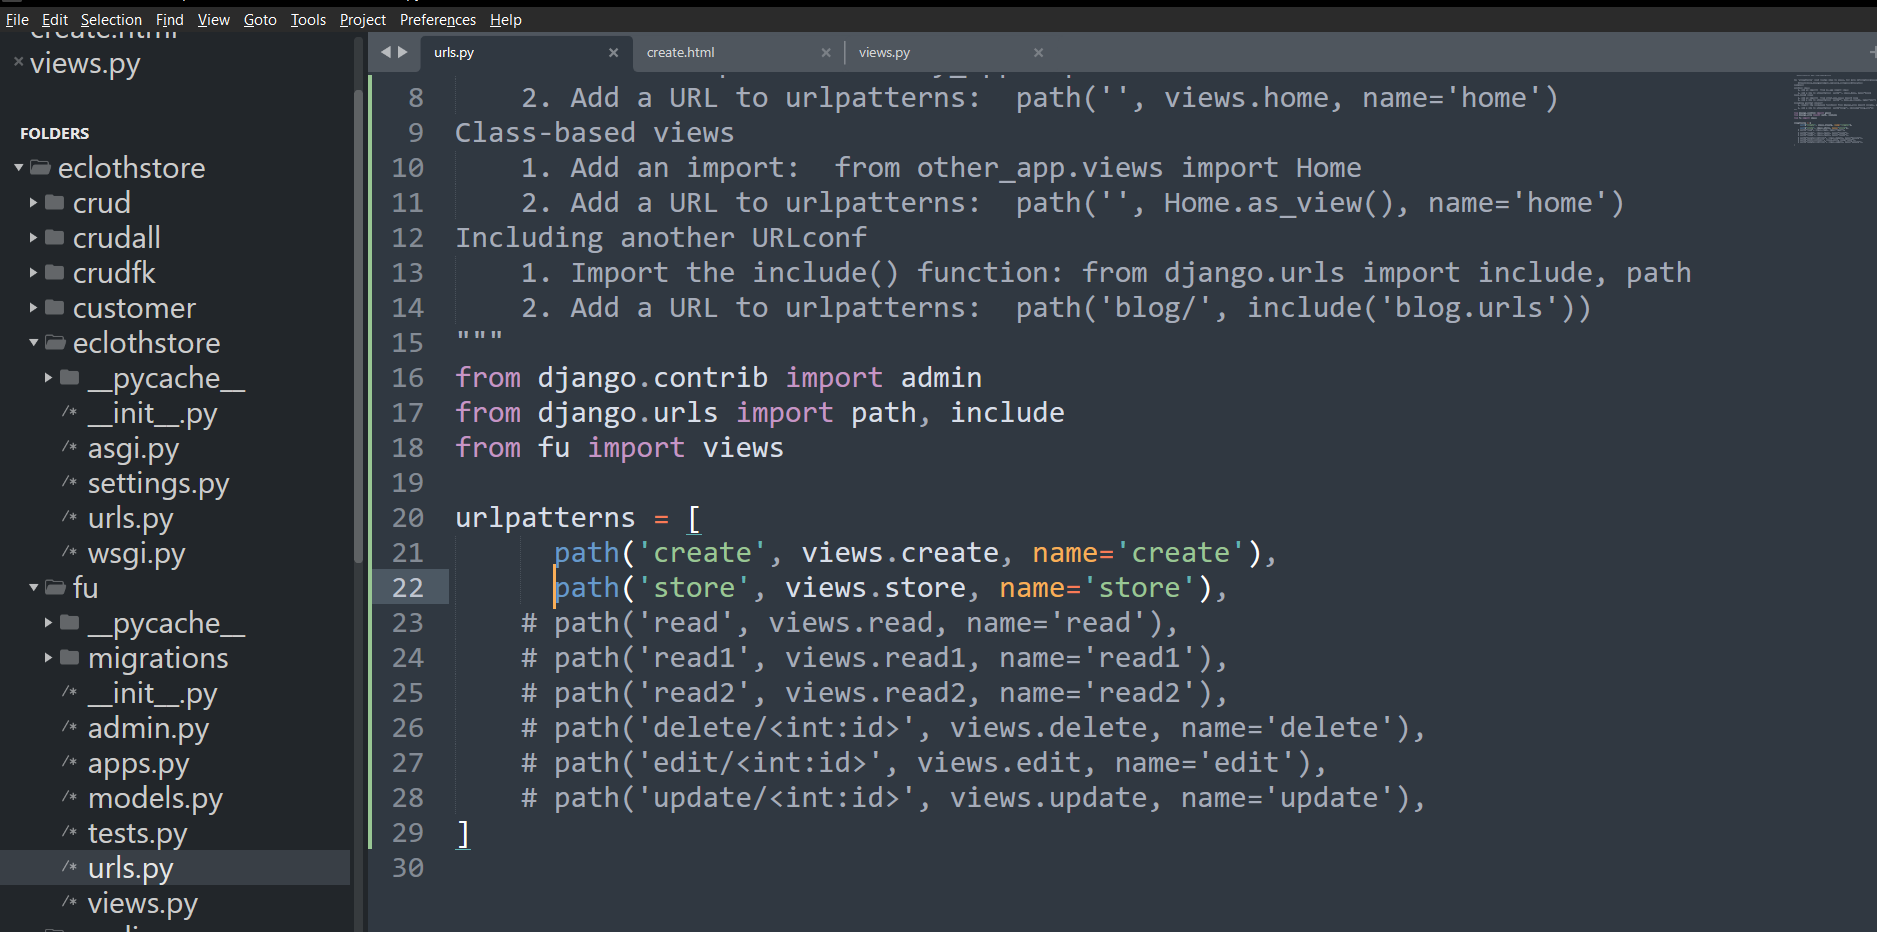 File Edit Selection Find View Goto Tools Project Preferences Help
create.html
views.py
FOLDERS
eclothstore
crud
crudall
crudfk
customer
eclothstore
__pycache__
/* __init__.py
/* asgi.py
/* settings.py
/* urls.py
/* wsgi.py
fu
__pycache__
migrations
/* __init__.py
/* admin.py
/* apps.py
/* models.py
/* tests.py
/* urls.py
/* views.py
urls.py create.html views.py
8 2. Add a URL to urlpatterns:  path('', views.home, name='home')
9 Class-based views
10 1. Add an import:  from other_app.views import Home
11 2. Add a URL to urlpatterns:  path('', Home.as_view(), name='home')
12 Including another URLconf
13 1. Import the include() function: from django.urls import include, path
14 2. Add a URL to urlpatterns:  path('blog/', include('blog.urls'))
15 """
16 from django.contrib import admin
17 from django.urls import path, include
18 from fu import views
19
20 urlpatterns = [
21 path('create', views.create, name='create'),
22 path('store', views.store, name='store'),
23 # path('read', views.read, name='read'),
24 # path('read1', views.read1, name='read1'),
25 # path('read2', views.read2, name='read2'),
26 # path('delete/<int:id>', views.delete, name='delete'),
27 # path('edit/<int:id>', views.edit, name='edit'),
28 # path('update/<int:id>', views.update, name='update'),
29 ]
30